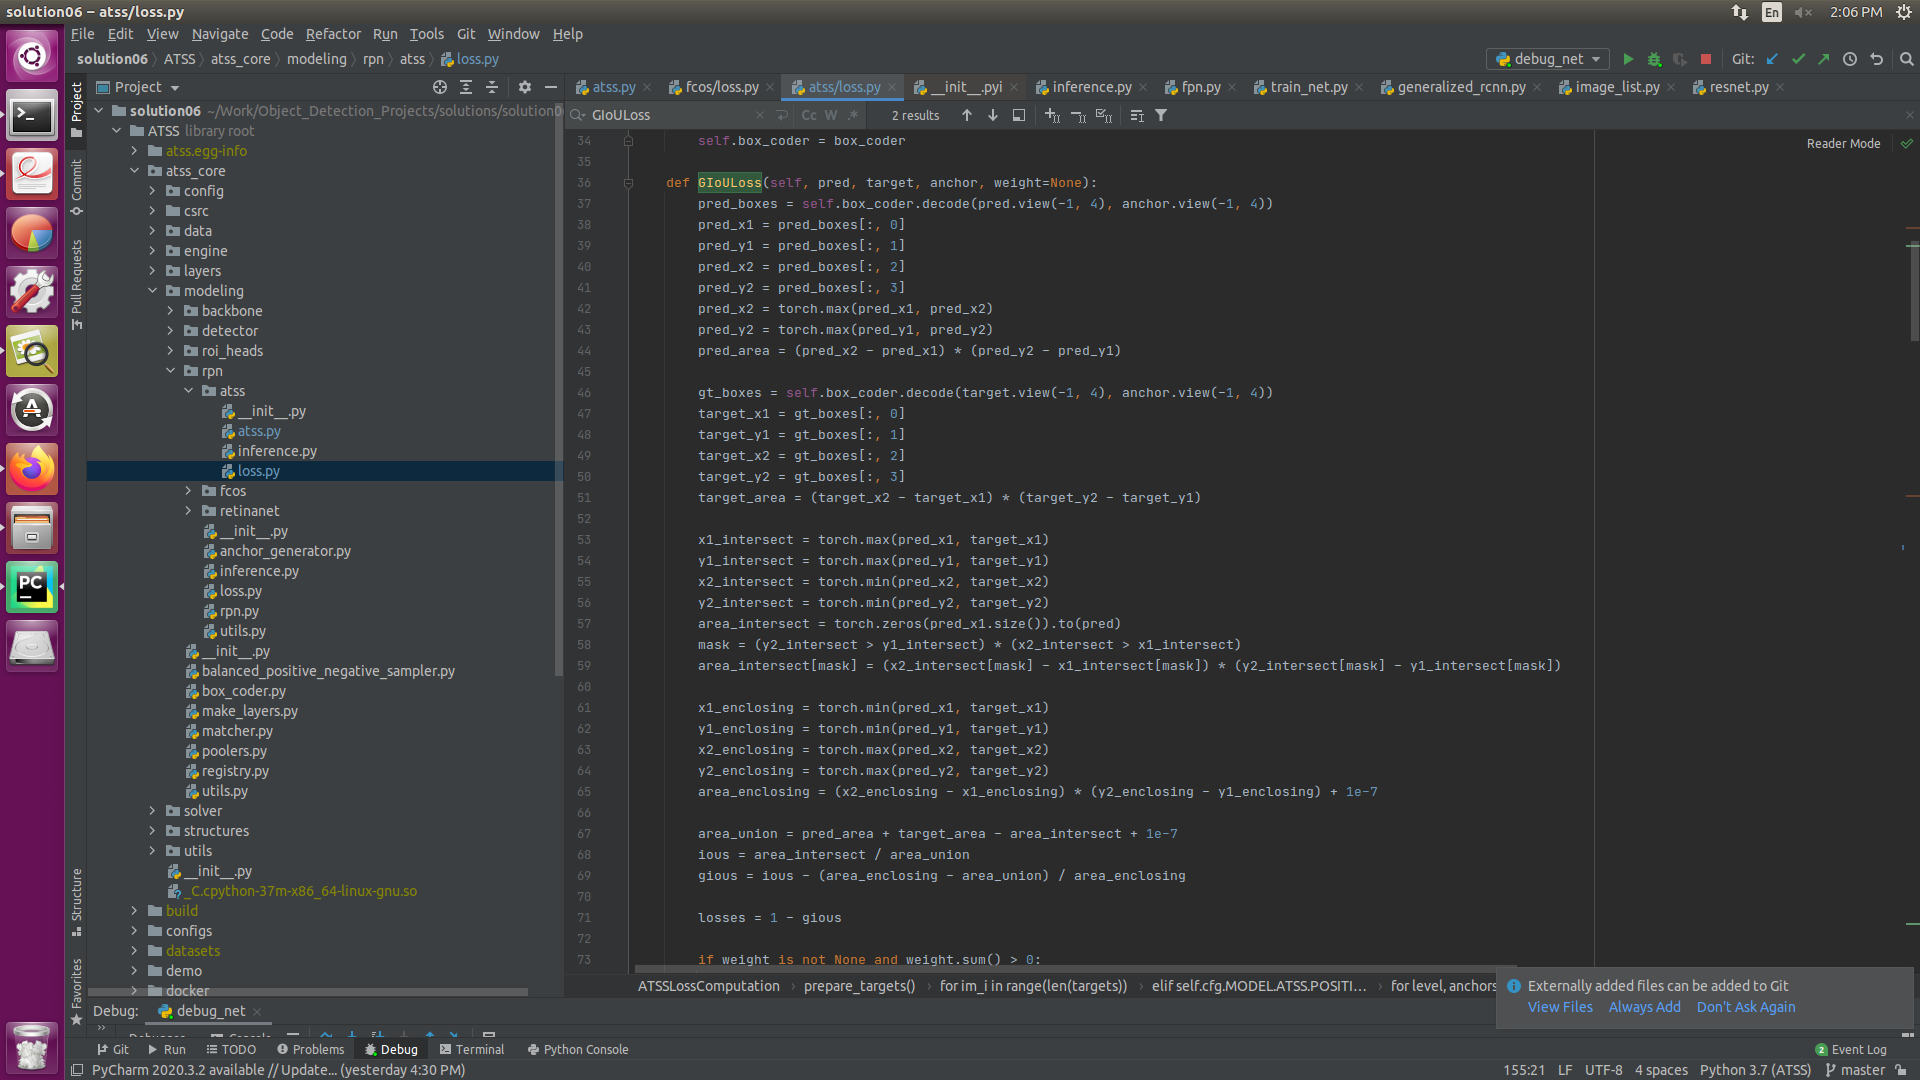 solution06 – atss/loss.py
En
2:06 PM
File Edit View Navigate Code Refactor Run Tools Git Window Help
solution06 ATSS atss_core modeling rpn atss loss.py
debug_net
Git:
Project
atss.py
fcos/loss.py
atss/loss.py
__init__.pyi
inference.py
fpn.py
train_net.py
generalized_rcnn.py
image_list.py
resnet.py
GIoULoss
Cc W .*
2 results
Reader Mode
Project
Commit
Pull Requests
Structure
Favorites
solution06 ~/Work/Object_Detection_Projects/solutions/solution0
ATSS library root
atss.egg-info
atss_core
config
csrc
data
engine
layers
modeling
backbone
detector
roi_heads
rpn
atss
__init__.py
atss.py
inference.py
loss.py
fcos
retinanet
__init__.py
anchor_generator.py
inference.py
loss.py
rpn.py
utils.py
__init__.py
balanced_positive_negative_sampler.py
box_coder.py
make_layers.py
matcher.py
poolers.py
registry.py
utils.py
solver
structures
utils
__init__.py
_C.cpython-37m-x86_64-linux-gnu.so
build
configs
datasets
demo
docker
34 self.box_coder = box_coder
35
36 def GIoULoss(self, pred, target, anchor, weight=None):
37 pred_boxes = self.box_coder.decode(pred.view(-1, 4), anchor.view(-1, 4))
38 pred_x1 = pred_boxes[:, 0]
39 pred_y1 = pred_boxes[:, 1]
40 pred_x2 = pred_boxes[:, 2]
41 pred_y2 = pred_boxes[:, 3]
42 pred_x2 = torch.max(pred_x1, pred_x2)
43 pred_y2 = torch.max(pred_y1, pred_y2)
44 pred_area = (pred_x2 - pred_x1) * (pred_y2 - pred_y1)
45
46 gt_boxes = self.box_coder.decode(target.view(-1, 4), anchor.view(-1, 4))
47 target_x1 = gt_boxes[:, 0]
48 target_y1 = gt_boxes[:, 1]
49 target_x2 = gt_boxes[:, 2]
50 target_y2 = gt_boxes[:, 3]
51 target_area = (target_x2 - target_x1) * (target_y2 - target_y1)
52
53 x1_intersect = torch.max(pred_x1, target_x1)
54 y1_intersect = torch.max(pred_y1, target_y1)
55 x2_intersect = torch.min(pred_x2, target_x2)
56 y2_intersect = torch.min(pred_y2, target_y2)
57 area_intersect = torch.zeros(pred_x1.size()).to(pred)
58 mask = (y2_intersect > y1_intersect) * (x2_intersect > x1_intersect)
59 area_intersect[mask] = (x2_intersect[mask] - x1_intersect[mask]) * (y2_intersect[mask] - y1_intersect[mask])
60
61 x1_enclosing = torch.min(pred_x1, target_x1)
62 y1_enclosing = torch.min(pred_y1, target_y1)
63 x2_enclosing = torch.max(pred_x2, target_x2)
64 y2_enclosing = torch.max(pred_y2, target_y2)
65 area_enclosing = (x2_enclosing - x1_enclosing) * (y2_enclosing - y1_enclosing) + 1e-7
66
67 area_union = pred_area + target_area - area_intersect + 1e-7
68 ious = area_intersect / area_union
69 gious = ious - (area_enclosing - area_union) / area_enclosing
70
71 losses = 1 - gious
72
73 if weight is not None and weight.sum() > 0:
ATSSLossComputation prepare_targets() for im_i in range(len(targets)) elif self.cfg.MODEL.ATSS.POSITI... for level, anchors
Externally added files can be added to Git
View Files Always Add Don't Ask Again
Debug: debug_net
Git Run TODO Problems Debug Terminal Python Console
2 Event Log
PyCharm 2020.3.2 available // Update... (yesterday 4:30 PM)
155:21 LF UTF-8 4 spaces Python 3.7 (ATSS) master
PC